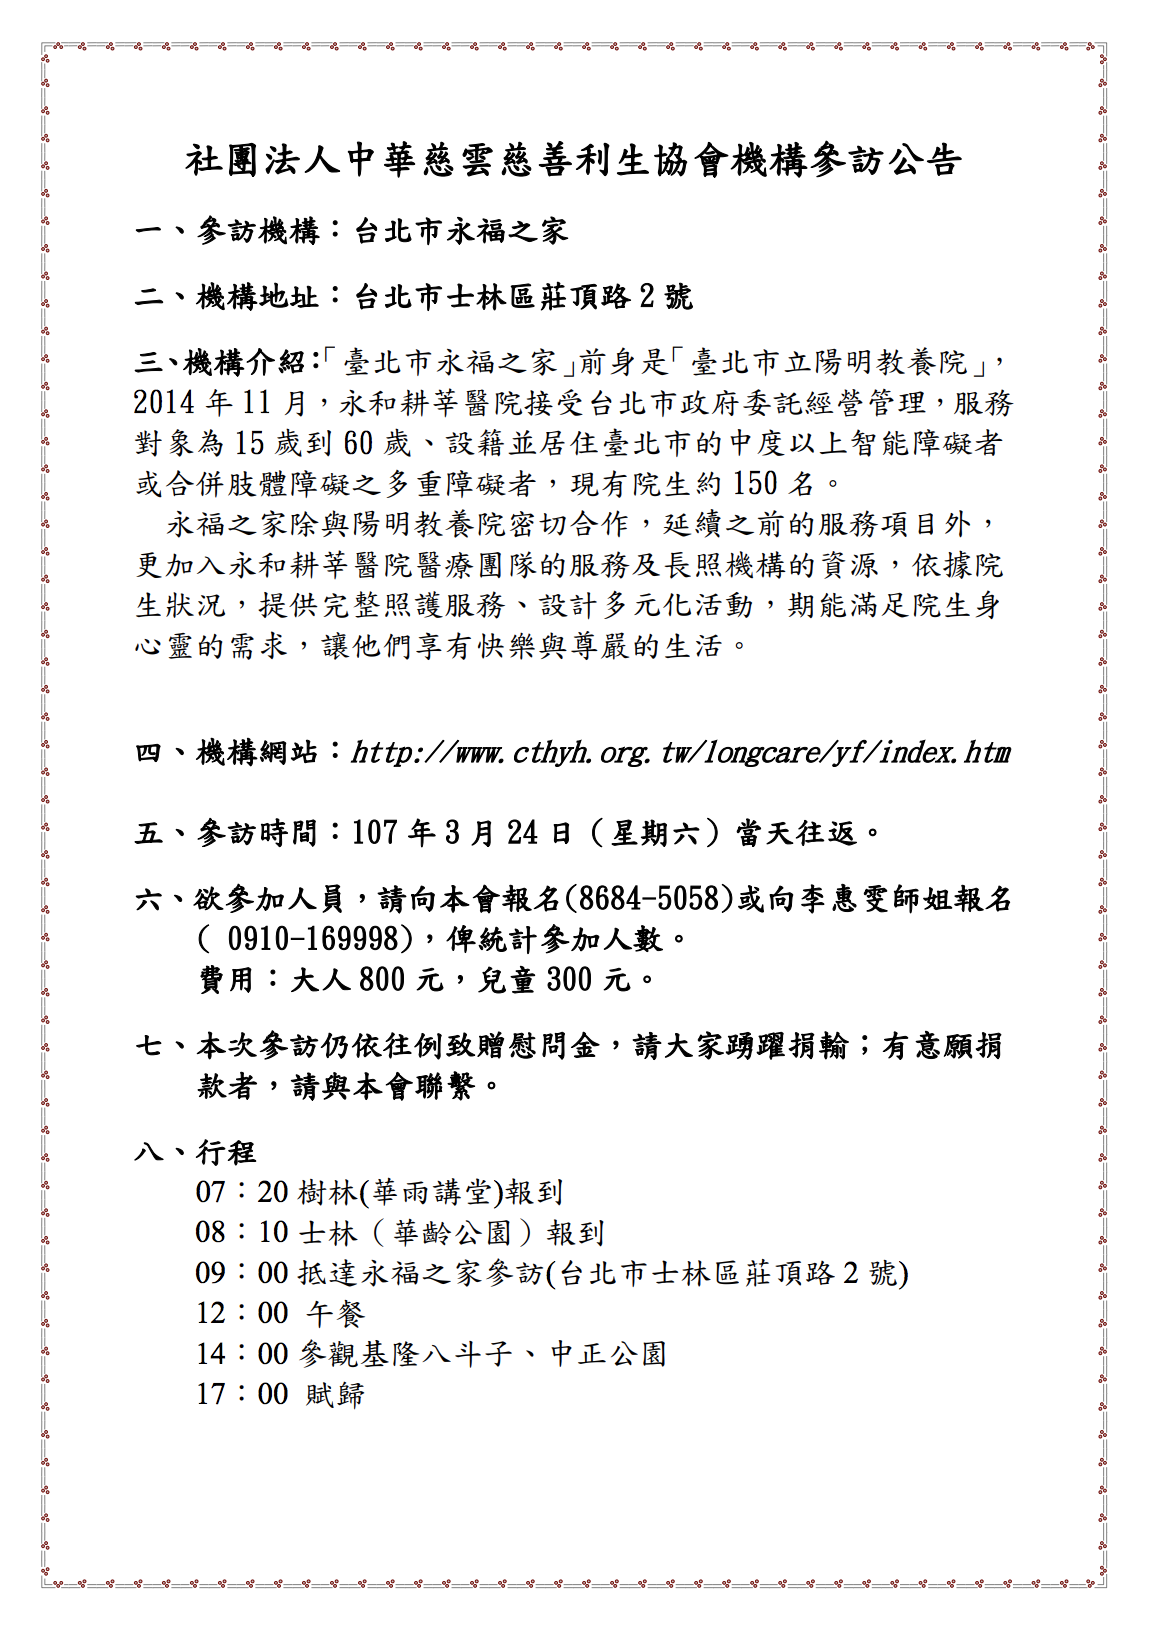 社團法人中華慈雲慈善利生協會機構參訪公告
一、參訪機構：台北市永福之家
二、機構地址：台北市士林區莊頂路 2 號
三、機構介紹：「臺北市永福之家」前身是「臺北市立陽明教養院」，
2014 年 11 月，永和耕莘醫院接受台北市政府委託經營管理，服務
對象為 15 歲到 60 歲、設籍並居住臺北市的中度以上智能障礙者
或合併肢體障礙之多重障礙者，現有院生約 150 名。
永福之家除與陽明教養院密切合作，延續之前的服務項目外，
更加入永和耕莘醫院醫療團隊的服務及長照機構的資源，依據院
生狀況，提供完整照護服務、設計多元化活動，期能滿足院生身
心靈的需求，讓他們享有快樂與尊嚴的生活。
四、機構網站：http://www.cthyh.org.tw/longcare/yf/index.htm
五、參訪時間：107 年 3 月 24 日（星期六）當天往返。
六、欲參加人員，請向本會報名(8684-5058)或向李惠雯師姐報名
( 0910-169998)，俾統計參加人數。
費用：大人 800 元，兒童 300 元。
七、本次參訪仍依往例致贈慰問金，請大家踴躍捐輸；有意願捐
款者，請與本會聯繫。
八、行程
07：20 樹林(華雨講堂)報到
08：10 士林（華齡公園）報到
09：00 抵達永福之家參訪(台北市士林區莊頂路 2 號)
12：00 午餐
14：00 參觀基隆八斗子、中正公園
17：00 賦歸